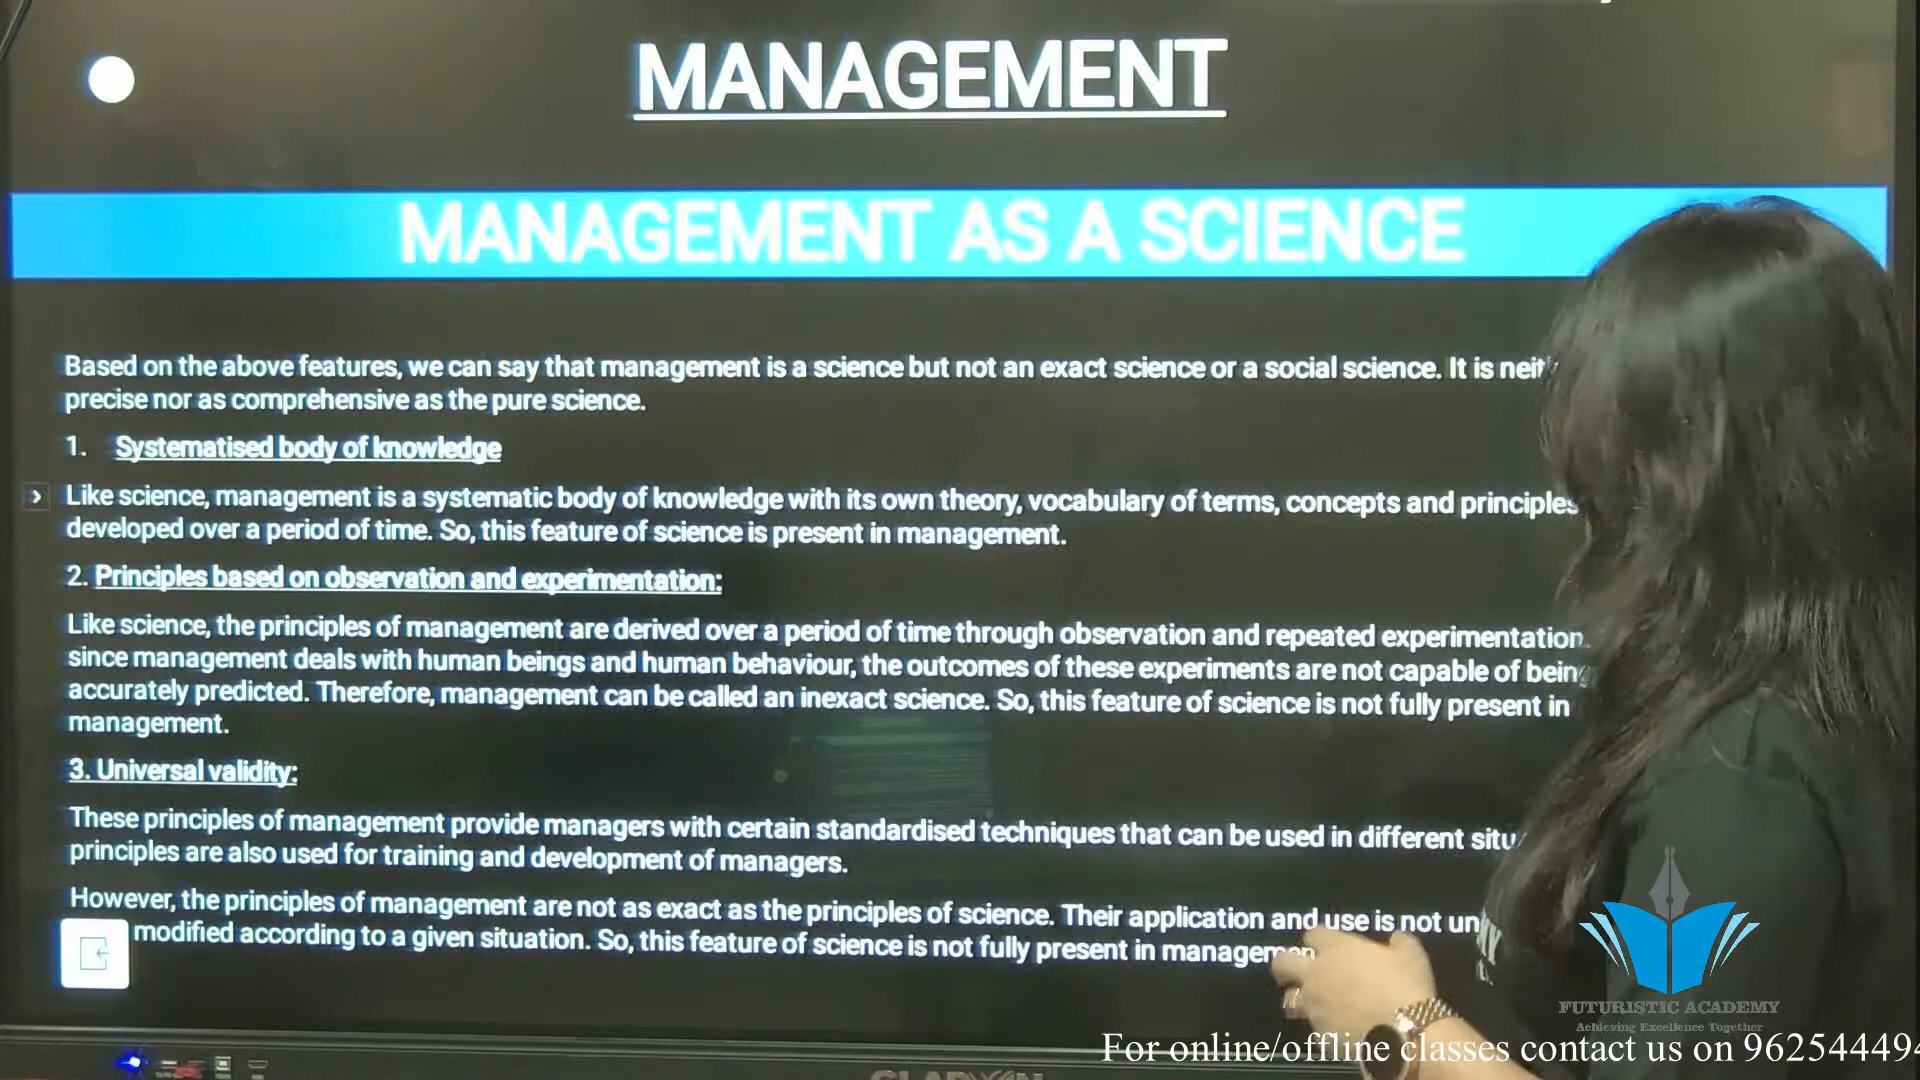 MANAGEMENT
MANAGEMENT AS A SCIENCE
Based on the above features, we can say that management is a science but not an exact science or a social science. It is
precise nor as comprehensive as the pure science.
1. Systematised body of knowledge
Like science, management is a systematic body of knowledge with its own theory, vocabulary of terms, concepts and principles
developed over a period of time. So, this feature of science is present in management.
2. Principles based on observation and experimentation:
Like science, the principles of management are derived over a period of time through observation and repeated experimentation.
since management deals with human beings and human behaviour, the outcomes of these experiments are not capable of being
accurately predicted. Therefore, management can be called an inexact science. So, this feature of science is not fully present in
management.
3. Universal validity:
These principles of management provide managers with certain standardised techniques that can be used in different
principles are also used for training and development of managers.
However, the principles of management are not as exact as the principles of science. Their application and use is not
modified according to a given situation. So, this feature of science is not fully present in
FUTURISTIC ACADEMY
Achieving Excellence Together
For online/offline classes contact us on 962544494